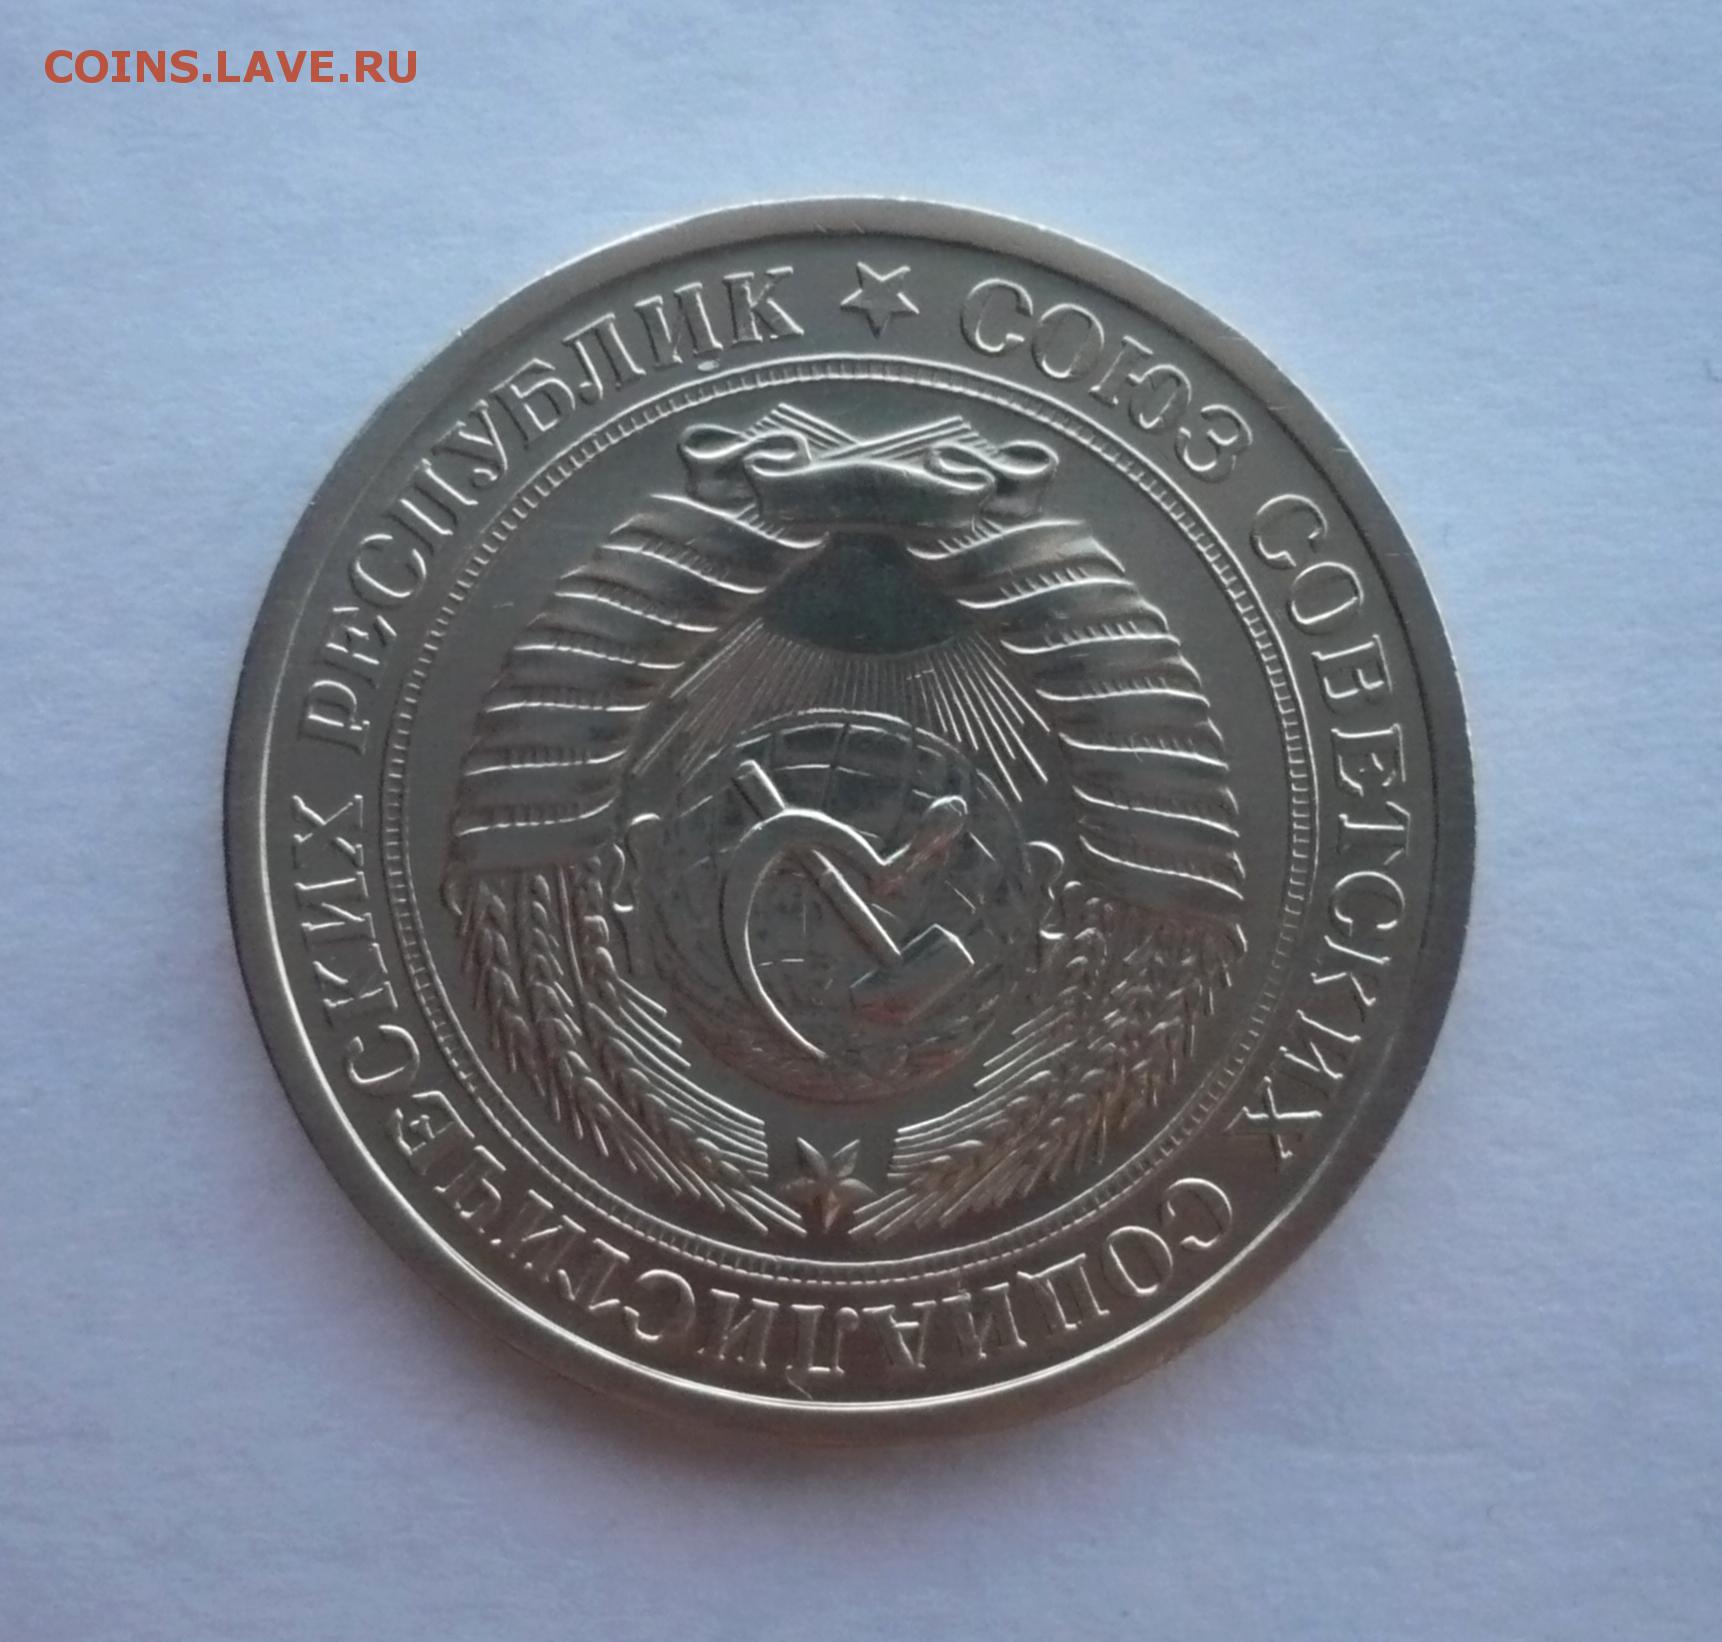 COINS.LAVE.RU
★ СОЮЗ СОВЕТСКИХ СОЦИАЛИСТИЧЕСКИХ РЕСПУБЛИК